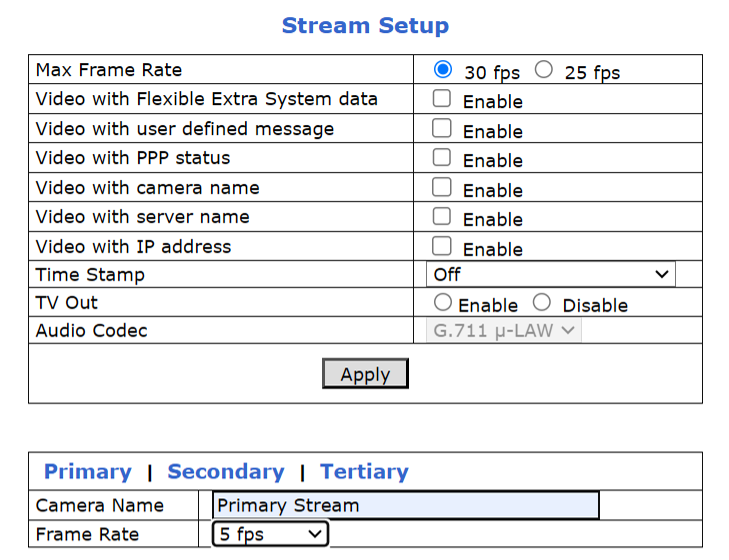 Stream Setup
Max Frame Rate 30 fps 25 fps
Video with Flexible Extra System data Enable
Video with user defined message Enable
Video with PPP status Enable
Video with camera name Enable
Video with server name Enable
Video with IP address Enable
Time Stamp Off
TV Out Enable Disable
Audio Codec G.711 μ-LAW
Apply
Primary | Secondary | Tertiary
Camera Name Primary Stream
Frame Rate 5 fps